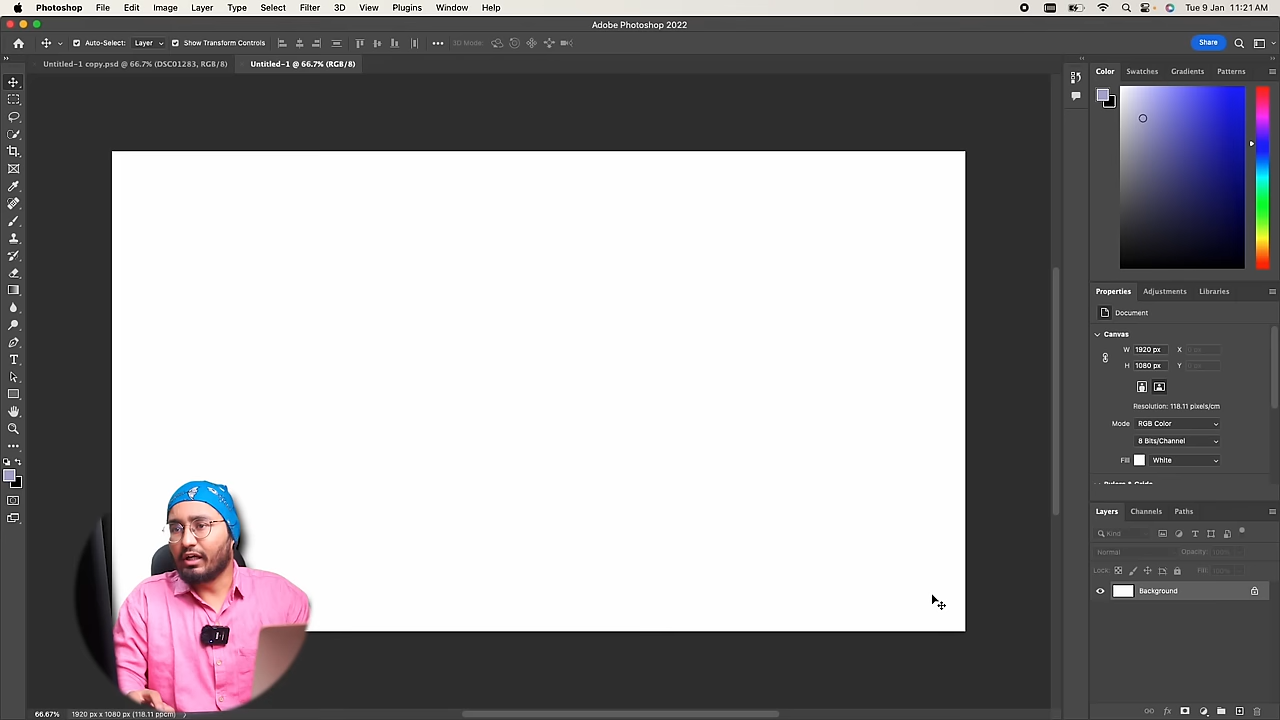 Photoshop File Edit Image Layer Type Select Filter 3D View Plugins Window Help Tue 9 Jan 11:21 AM
Adobe Photoshop 2022
Auto-Select: Layer Show Transform Controls 3D Mode: Share
Untitled-1 copy.psd @ 66.7% (DSC01283, RGB/8) Untitled-1 @ 66.7% (RGB/8)
Color Swatches Gradients Patterns
Properties Adjustments Libraries
Document
Canvas
W 1920 px X
H 1080 px Y
Resolution: 118.11 pixels/cm
Mode RGB Color
8 Bits/Channel
Fill White
Layers Channels Paths
Kind
Normal Opacity: 100%
Lock: Fill: 100%
Background
66.67% 1920 px x 1080 px (118.11 ppcm)